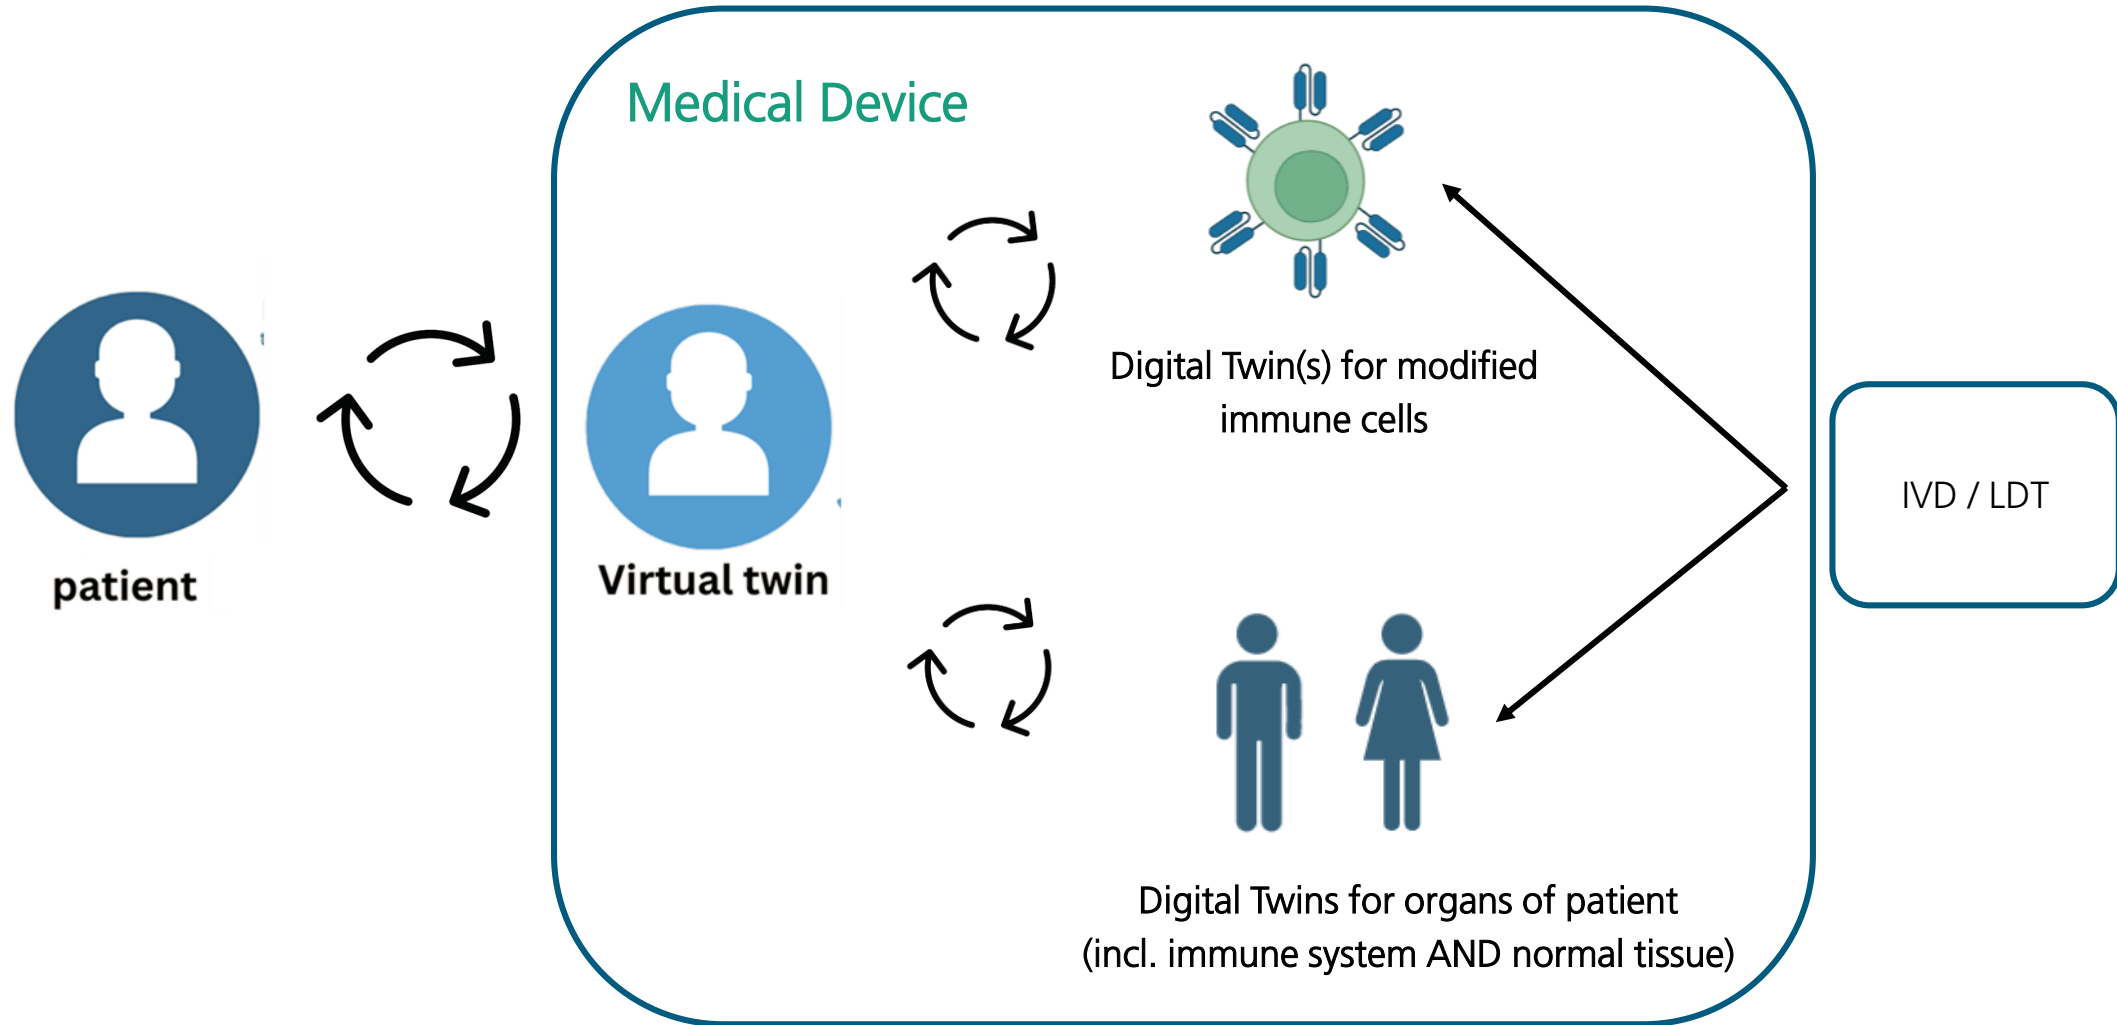 Medical Device
patient
Virtual twin
Digital Twin(s) for modified
immune cells
IVD / LDT
Digital Twins for organs of patient
(incl. immune system AND normal tissue)